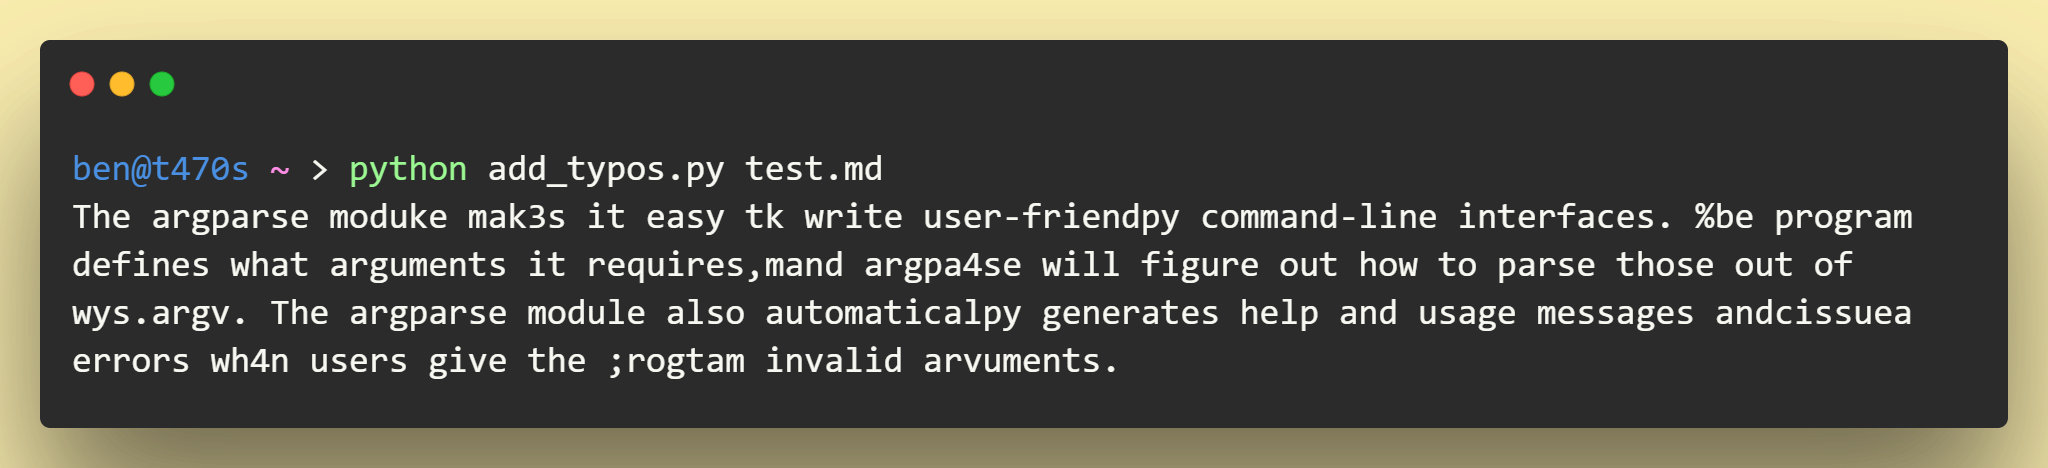 ben@t470s ~ > python add_typos.py test.md
The argparse moduke mak3s it easy tk write user-friendpy command-line interfaces. %be program
defines what arguments it requires,mand argpa4se will figure out how to parse those out of
wys.argv. The argparse module also automaticalpy generates help and usage messages andcissuea
errors wh4n users give the ;rogtam invalid arvuments.